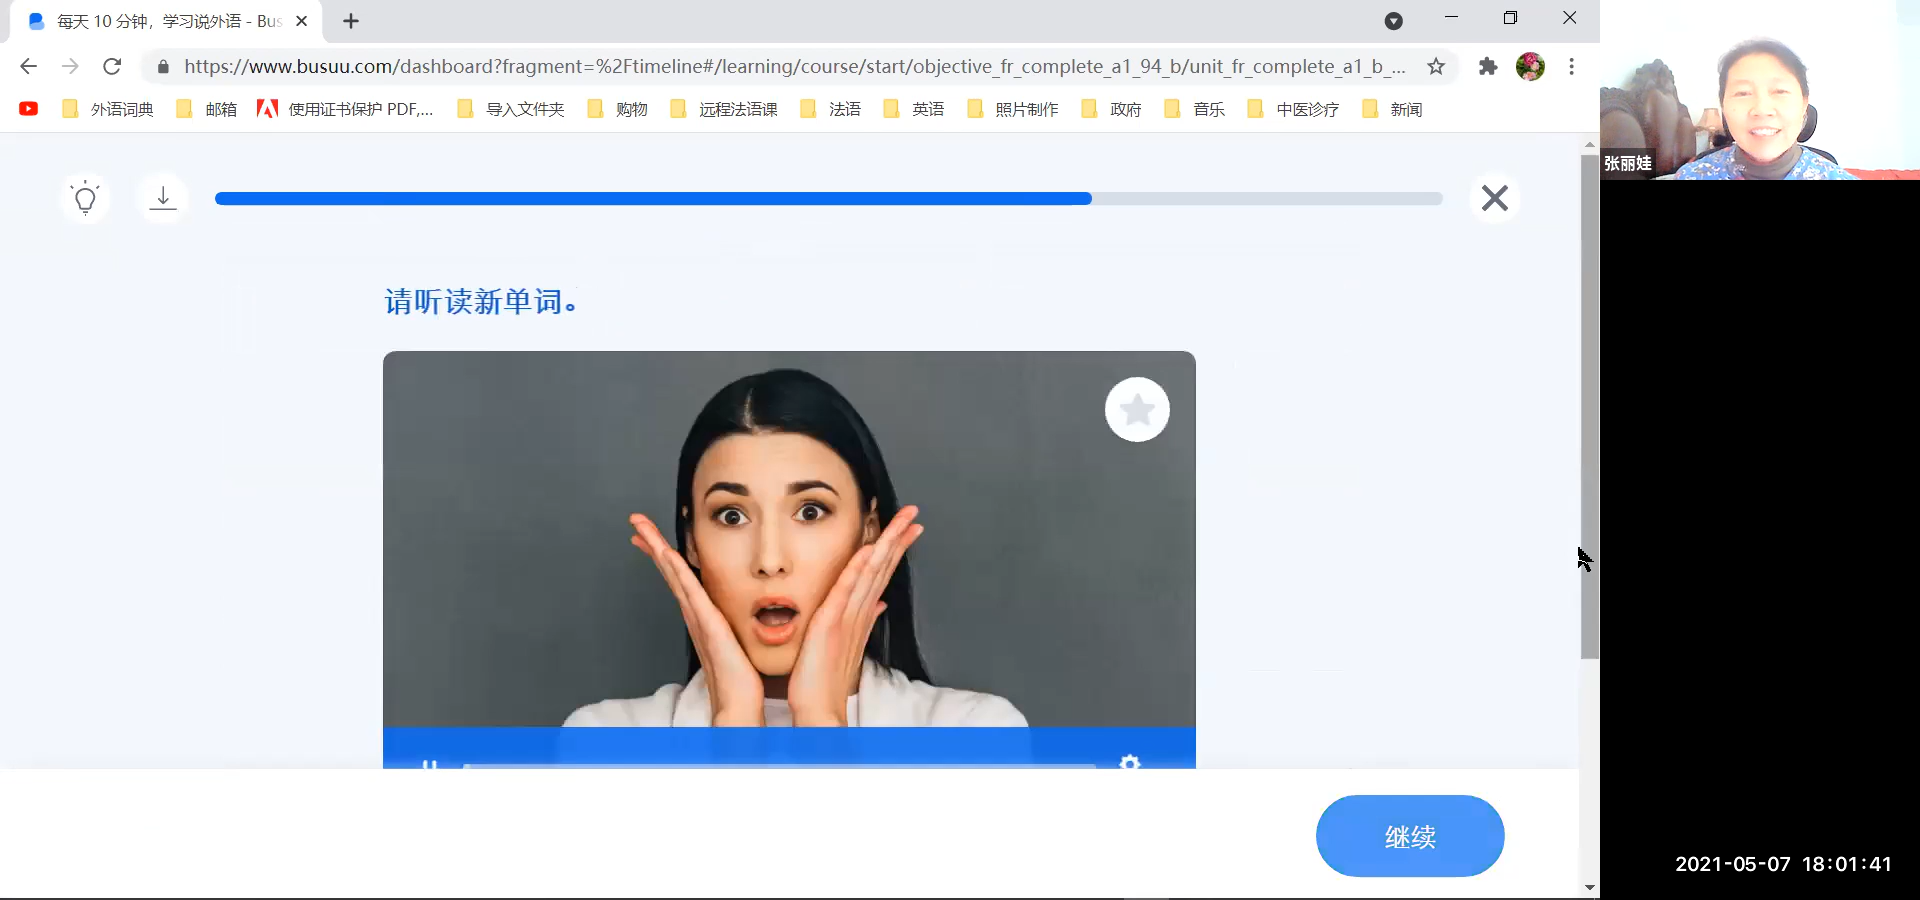 每天 10 分钟，学习说外语 - Bus
https://www.busuu.com/dashboard?fragment=%2Ftimeline#/learning/course/start/objective_fr_complete_a1_94_b/unit_fr_complete_a1_b_...
外语词典 邮箱 使用证书保护 PDF,... 导入文件夹 购物 远程法语课 法语 英语 照片制作 政府 音乐 中医诊疗 新闻
张丽娃
请听读新单词。
继续
2021-05-07 18:01:41